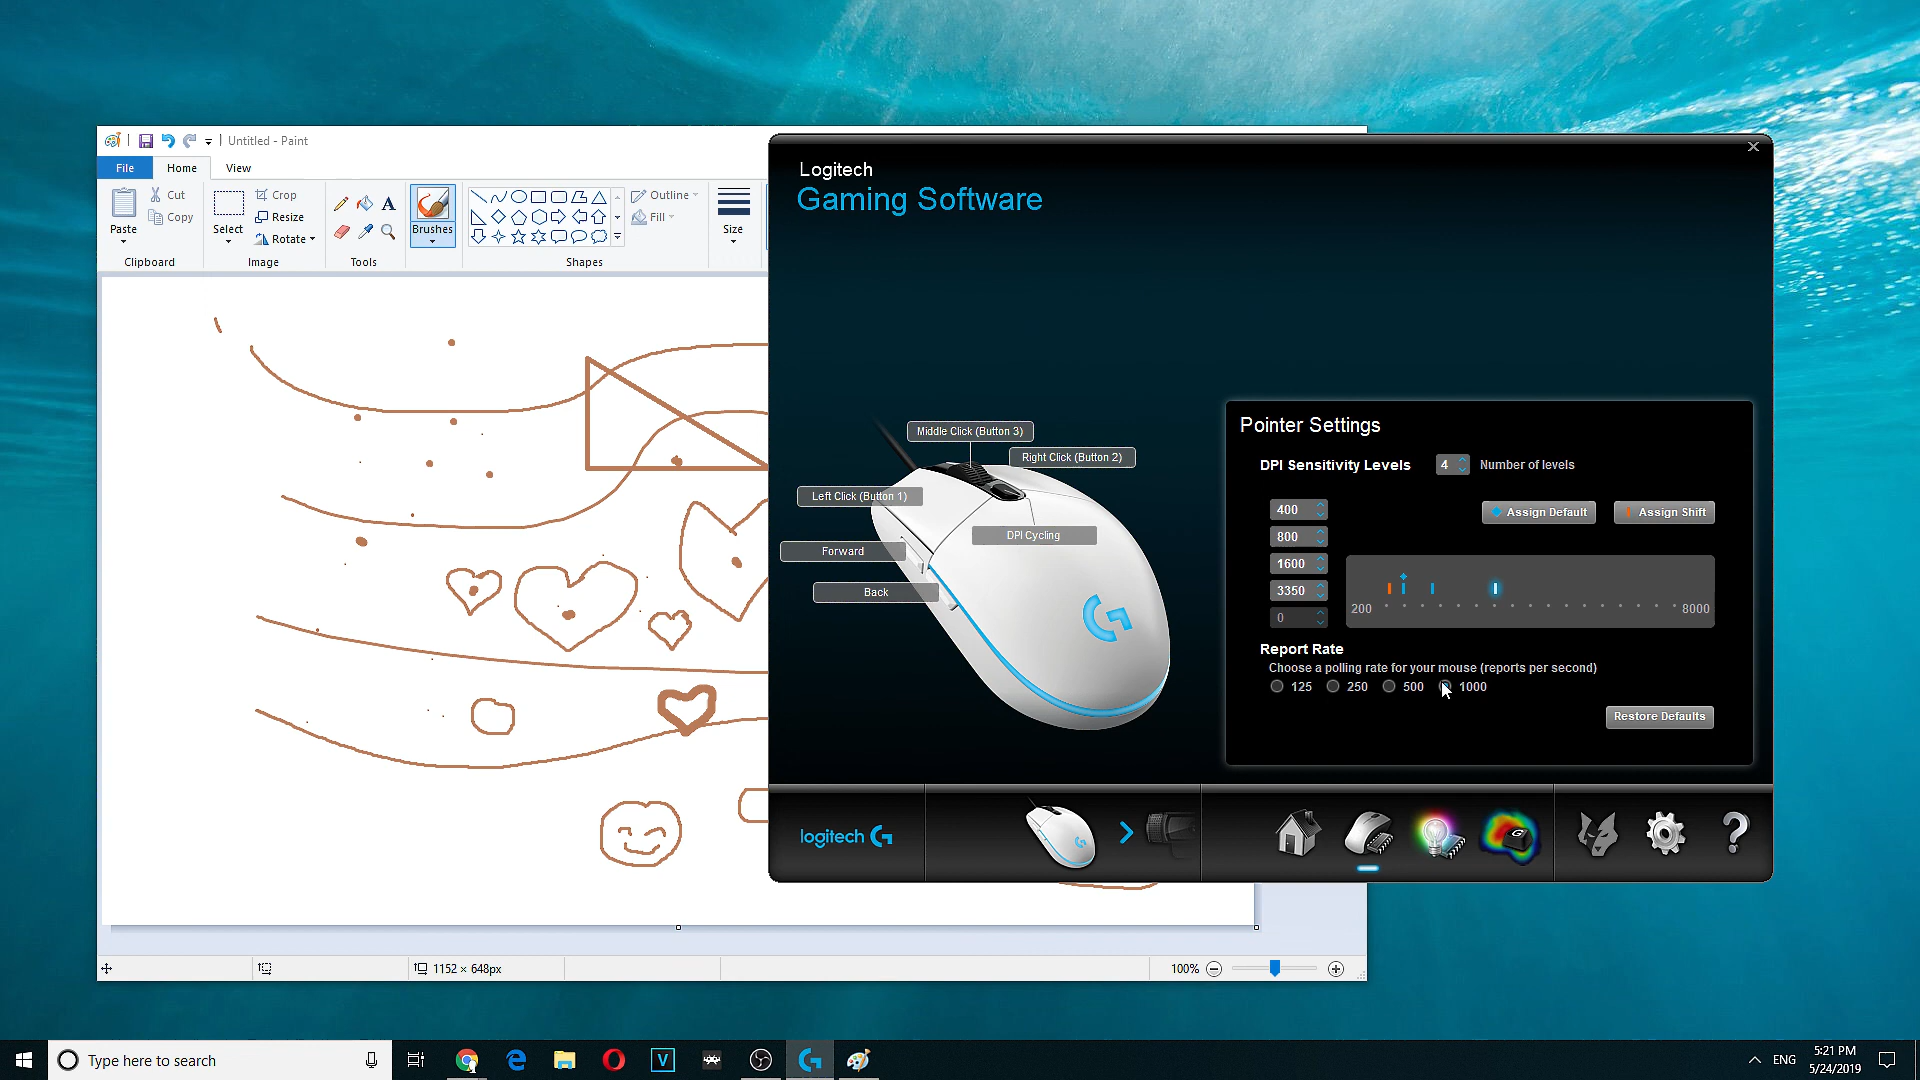 Untitled - Paint
File Home View
Paste
Cut
Copy
Clipboard
Select
Crop
Resize
Rotate
Image
A
Tools
Brushes
Outline
Fill
Shapes
Size
1152 × 648px
100%
Logitech
Gaming Software
Middle Click (Button 3)
Right Click (Button 2)
Left Click (Button 1)
DPI Cycling
Forward
Back
Pointer Settings
DPI Sensitivity Levels 4 Number of levels
400
800
1600
3350
0
Assign Default Assign Shift
200 8000
Report Rate
Choose a polling rate for your mouse (reports per second)
125 250 500 1000
Restore Defaults
logitech G
G
?
Type here to search
V
ENG
5:21 PM
5/24/2019